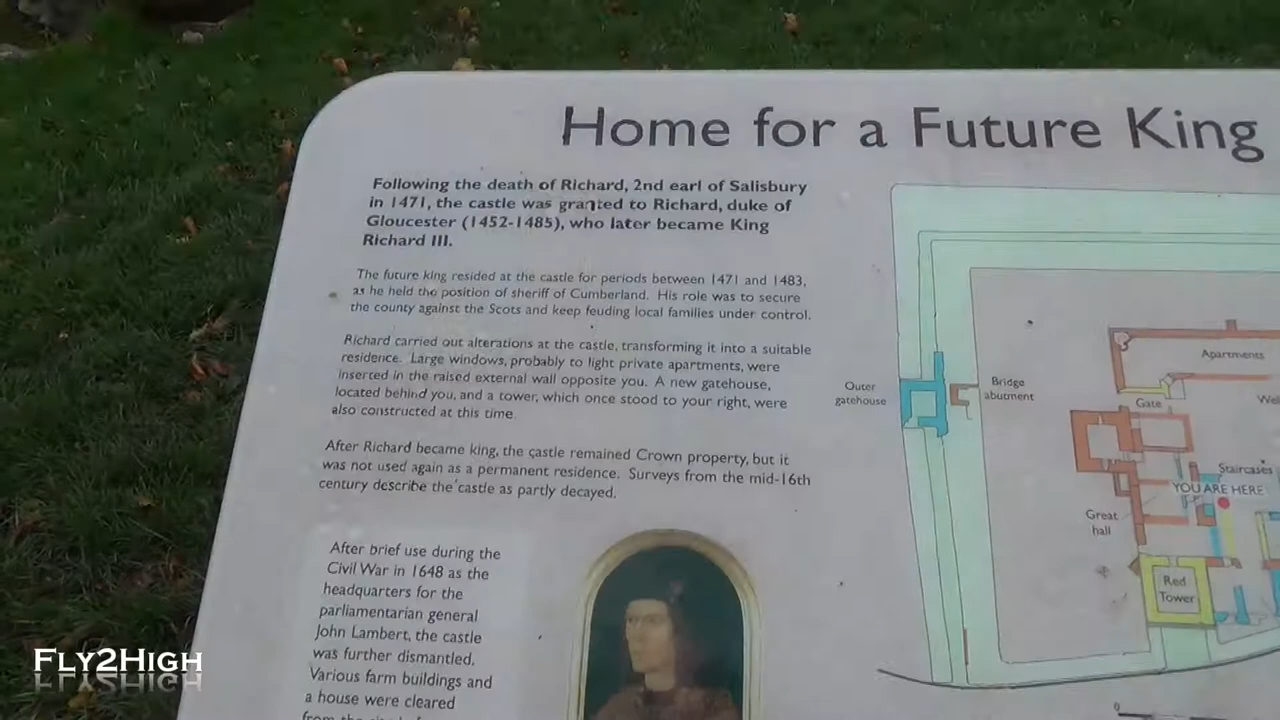 Home for a Future King
Following the death of Richard, 2nd earl of Salisbury
in 1471, the castle was granted to Richard, duke of
Gloucester (1452-1485), who later became King
Richard III.
The future king resided at the castle for periods between 1471 and 1483,
as he held the position of sheriff of Cumberland. His role was to secure
the county against the Scots and keep feuding local families under control.
Richard carried out alterations at the castle, transforming it into a suitable
residence. Large windows, probably to light private apartments, were
inserted in the raised external wall opposite you. A new gatehouse,
located behind you, and a tower, which once stood to your right, were
also constructed at this time.
After Richard became king, the castle remained Crown property, but it
was not used again as a permanent residence. Surveys from the mid-16th
century describe the castle as partly decayed.
After brief use during the
Civil War in 1648 as the
headquarters for the
parliamentarian general
John Lambert, the castle
was further dismantled.
Various farm buildings and
a house were cleared
Outer
gatehouse
Bridge
abutment
Apartments
Gate
Staircases
YOU ARE HERE
Great
hall
Red
Tower
0
FLY2HIGH